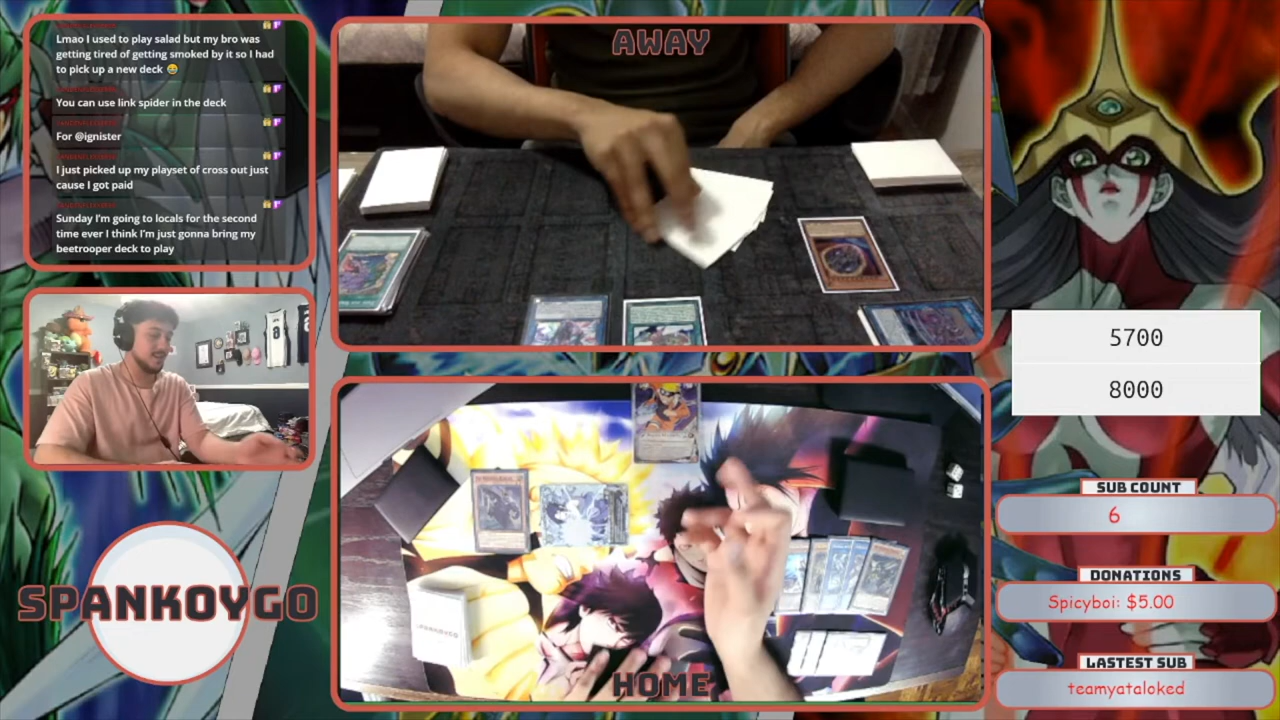 Lmao I used to play salad but my bro was
getting tired of getting smoked by it so I had
to pick up a new deck 😂
You can use link spider in the deck
For @ignister
I just picked up my playset of cross out just
cause I got paid
Sunday I'm going to locals for the second
time ever I think I'm just gonna bring my
beetrooper deck to play
AWAY
5700
8000
SUB COUNT
6
DONATIONS
Spicyboi: $5.00
LASTEST SUB
teamyataloked
SPANKOYGO
SPANKOYGO
HOME
8